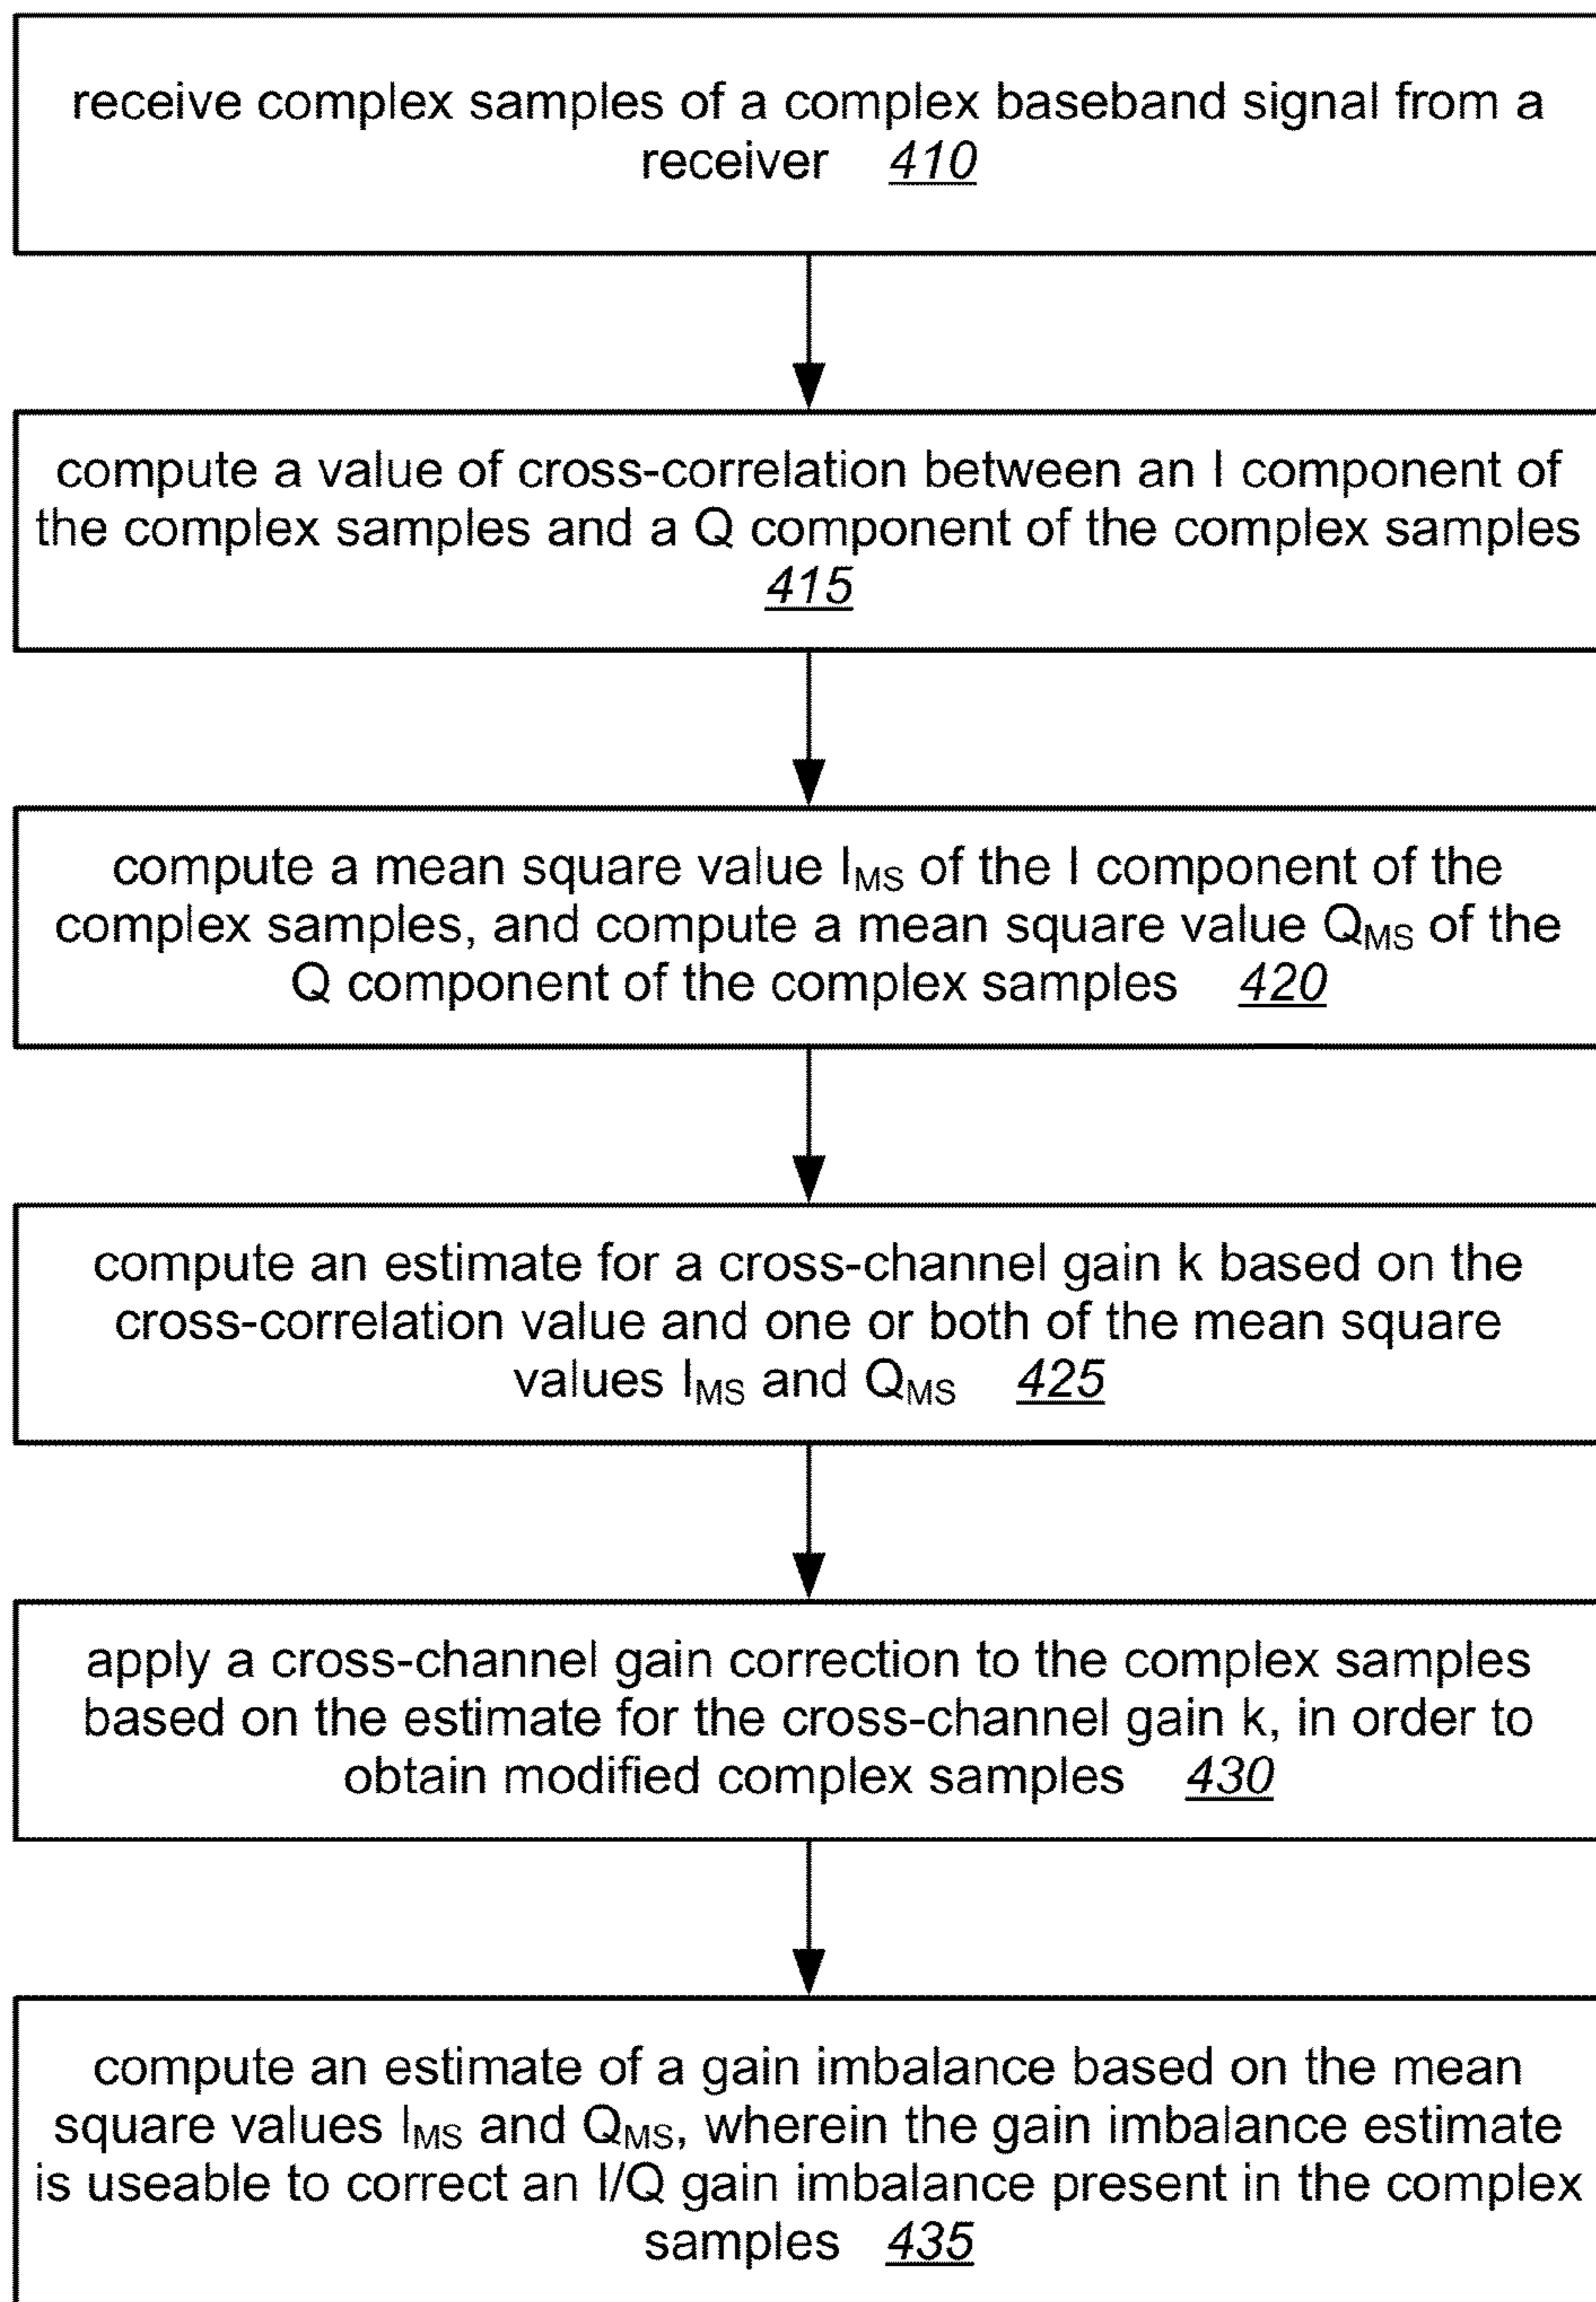 receive complex samples of a complex baseband signal from a
receiver 410
compute a value of cross-correlation between an I component of
the complex samples and a Q component of the complex samples
415
compute a mean square value IMS of the I component of the
complex samples, and compute a mean square value QMS of the
Q component of the complex samples 420
compute an estimate for a cross-channel gain k based on the
cross-correlation value and one or both of the mean square
values IMS and QMS 425
apply a cross-channel gain correction to the complex samples
based on the estimate for the cross-channel gain k, in order to
obtain modified complex samples 430
compute an estimate of a gain imbalance based on the mean
square values IMS and QMS, wherein the gain imbalance estimate
is useable to correct an I/Q gain imbalance present in the complex
samples 435